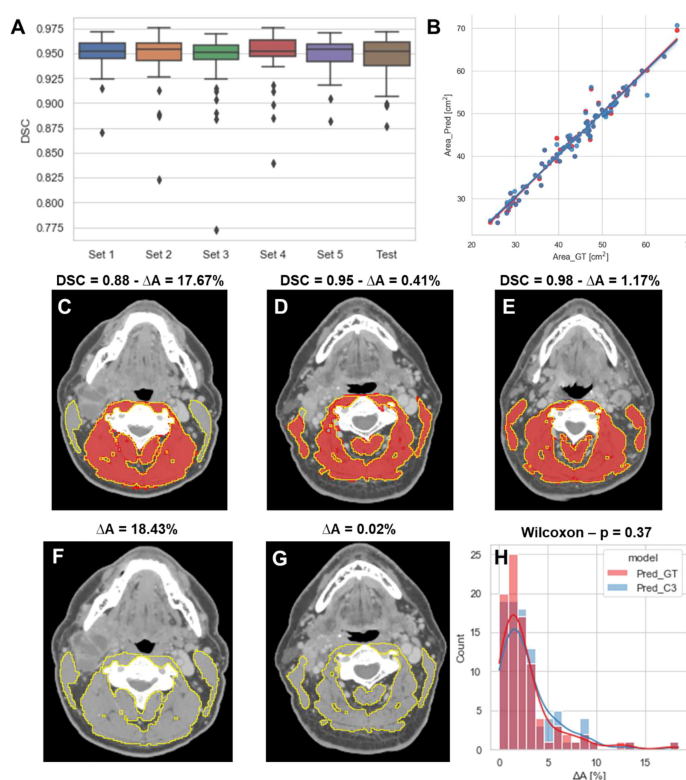 A
DSC
0.975
0.950
0.925
0.900
0.875
0.850
0.825
0.800
0.775
Set 1 Set 2 Set 3 Set 4 Set 5 Test
B
Area_Pred [cm²]
70
60
50
40
30
20 30 40 50 60 70
Area_GT [cm²]
DSC = 0.88 - ΔA = 17.67%
DSC = 0.95 - ΔA = 0.41%
DSC = 0.98 - ΔA = 1.17%
C
D
E
ΔA = 18.43%
ΔA = 0.02%
Wilcoxon – p = 0.37
F
G
H
Count
25
20
15
10
5
0
model
Pred_GT
Pred_C3
0 5 10 15
ΔA [%]